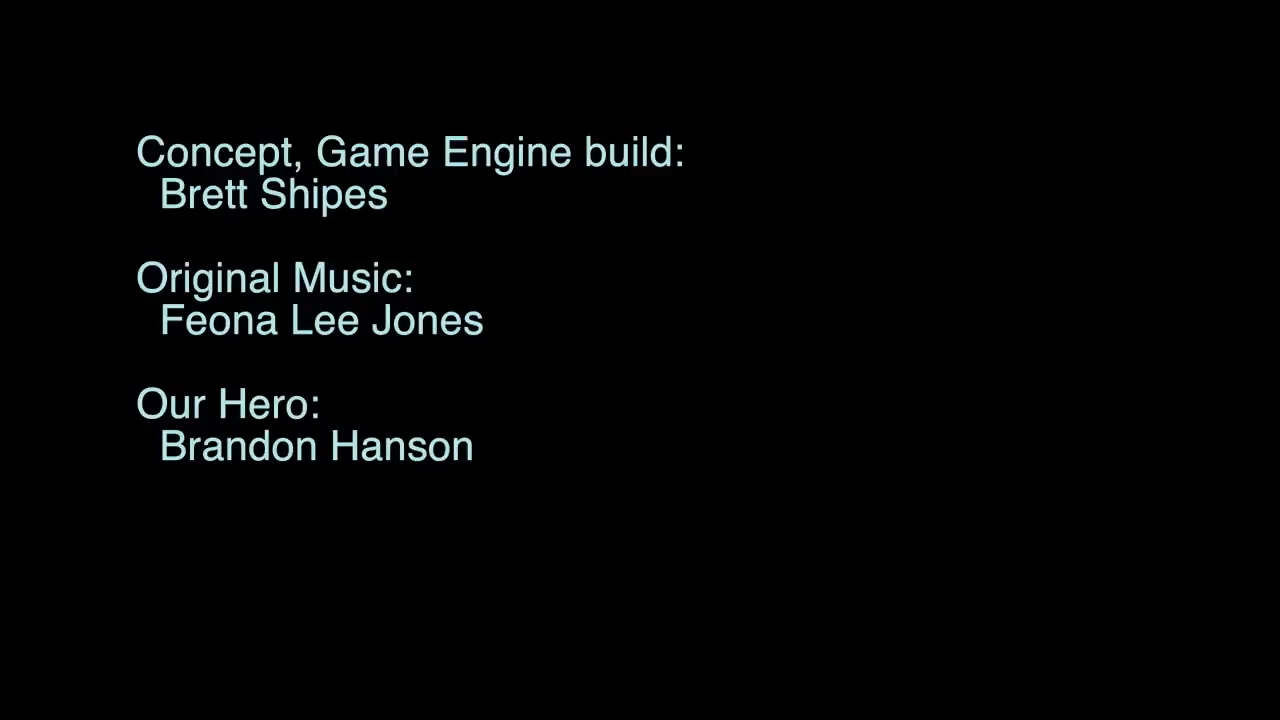 Concept, Game Engine build:
Brett Shipes
Original Music:
Feona Lee Jones
Our Hero:
Brandon Hanson